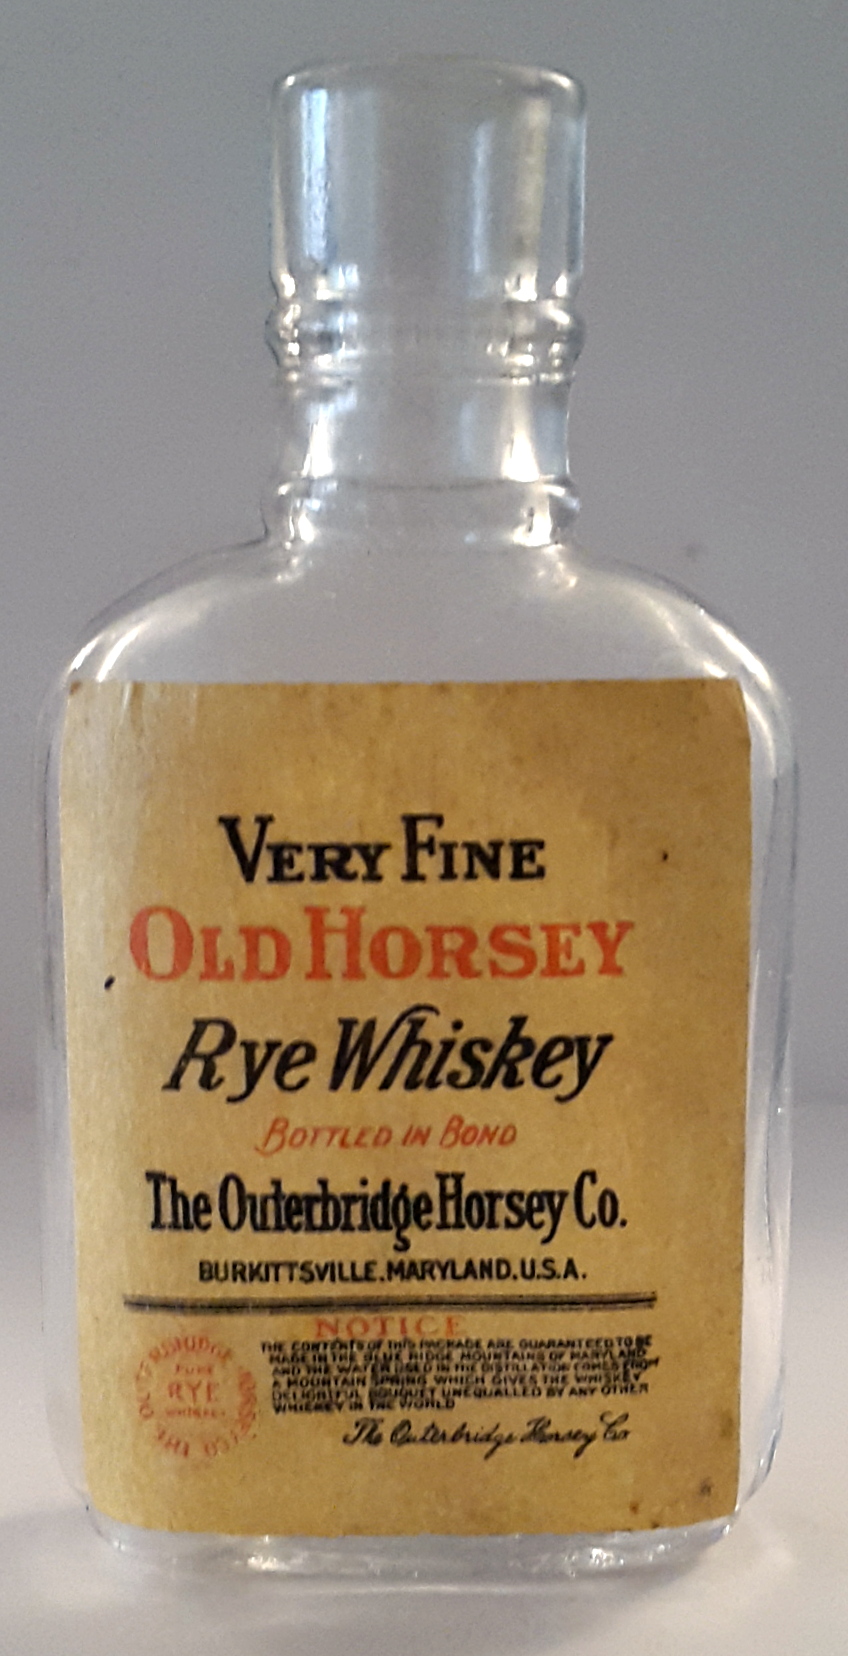 VERY FINE
OLD HORSEY
Rye Whiskey
BOTTLED IN BOND
The Outerbridge Horsey Co.
BURKITTSVILLE. MARYLAND. U.S.A.
NOTICE
THE CONTENTS OF THIS PACKAGE ARE GUARANTEED TO BE
MADE IN THE BLUE RIDGE MOUNTAINS OF MARYLAND
AND THE WATER USED IN THE DISTILLATION COMES FROM
A MOUNTAIN SPRING WHICH GIVES THE WHISKEY
DELIGHTFUL BOUQUET UNEQUALLED BY ANY OTHER
WHISKEY IN THE WORLD
The Outerbridge Horsey Co
THE OUTERBRIDGE HORSEY CO
PURE
RYE
WHISKEY